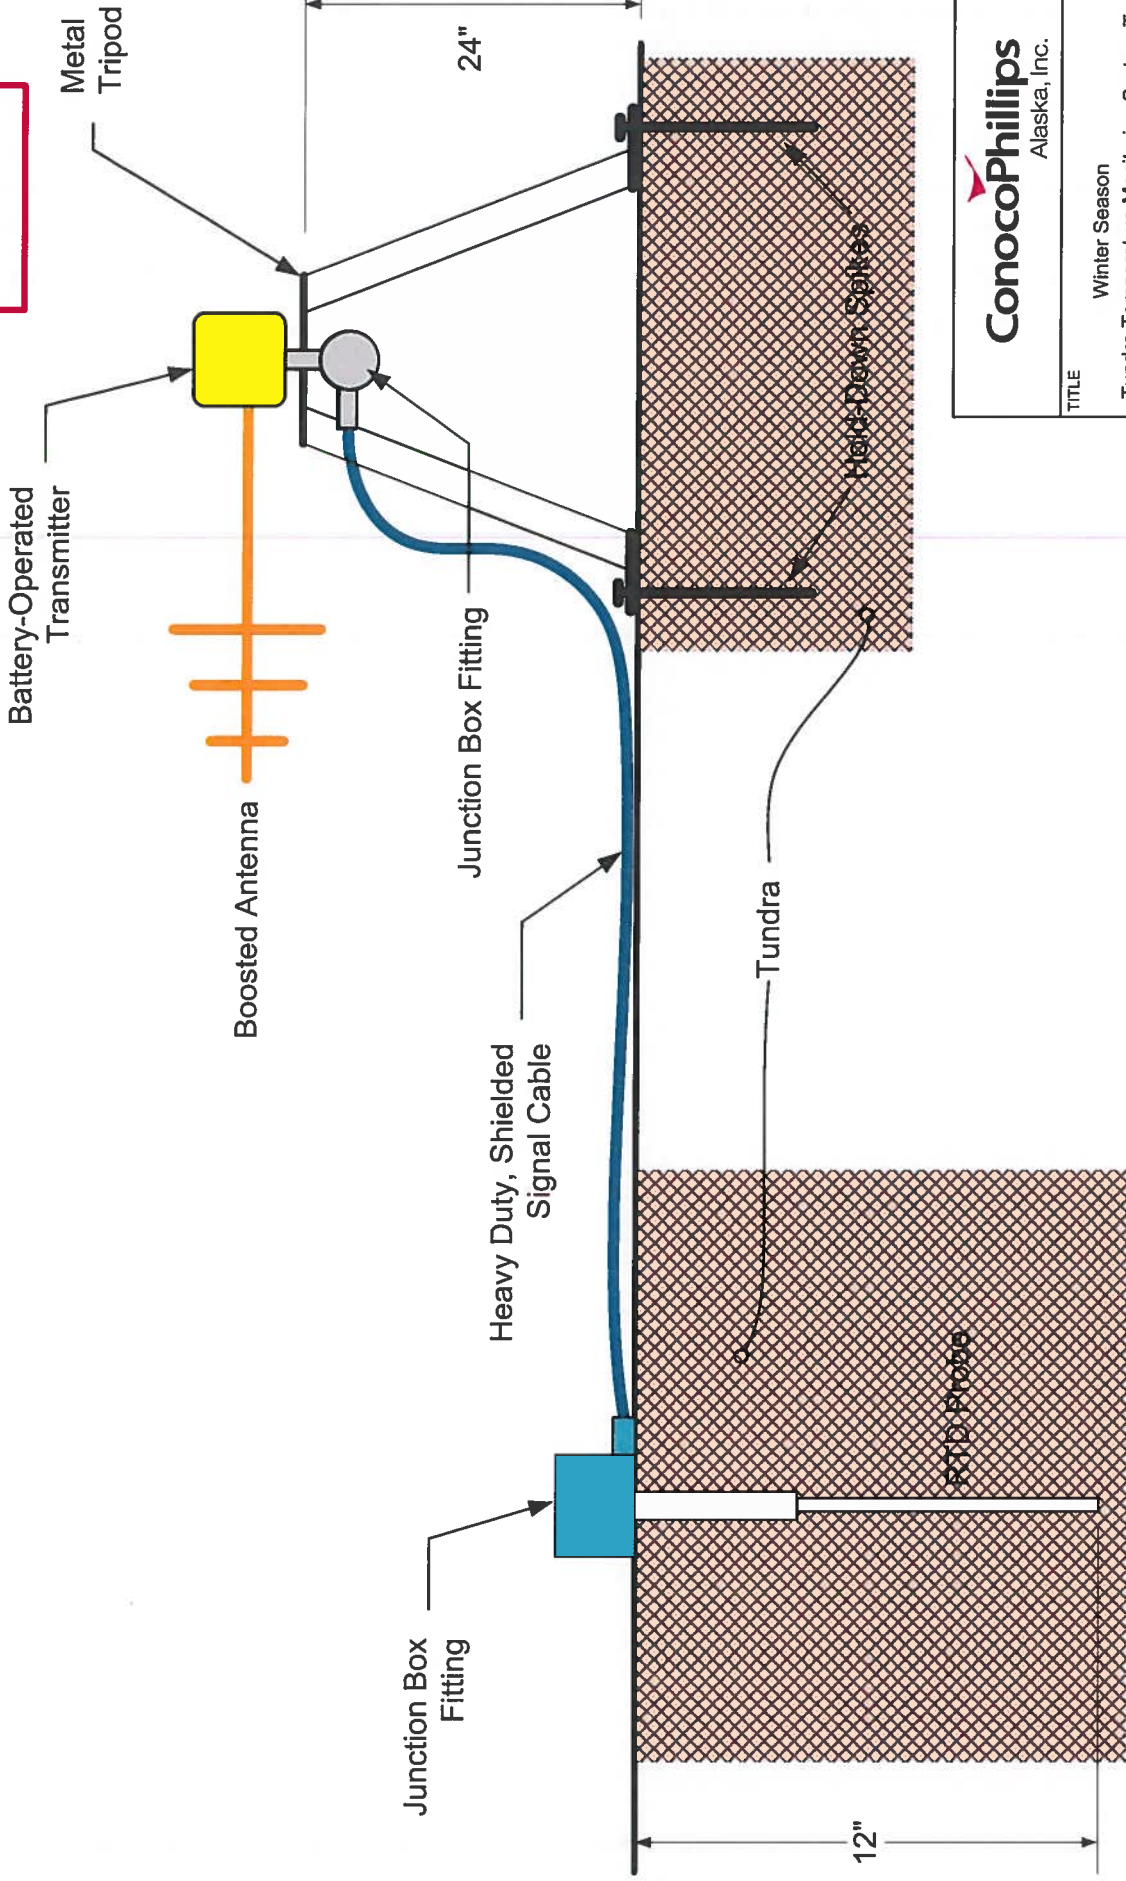 Battery-Operated
Transmitter
Metal
Tripod
24"
Boosted Antenna
Junction Box Fitting
Heavy Duty, Shielded
Signal Cable
Junction Box
Fitting
Hold-Down Spikes
Tundra
RTD Probe
12"
ConocoPhillips
Alaska, Inc.
TITLE
Winter Season